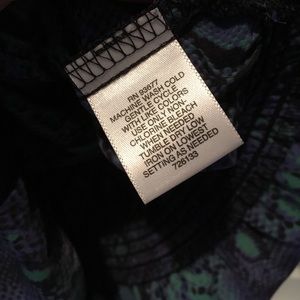 RN 93677
MACHINE WASH COLD
GENTLE CYCLE
WITH LIKE COLORS
USE ONLY NON-
CHLORINE BLEACH
WHEN NEEDED
TUMBLE DRY LOW
IRON ON LOWEST
SETTING AS NEEDED
726133